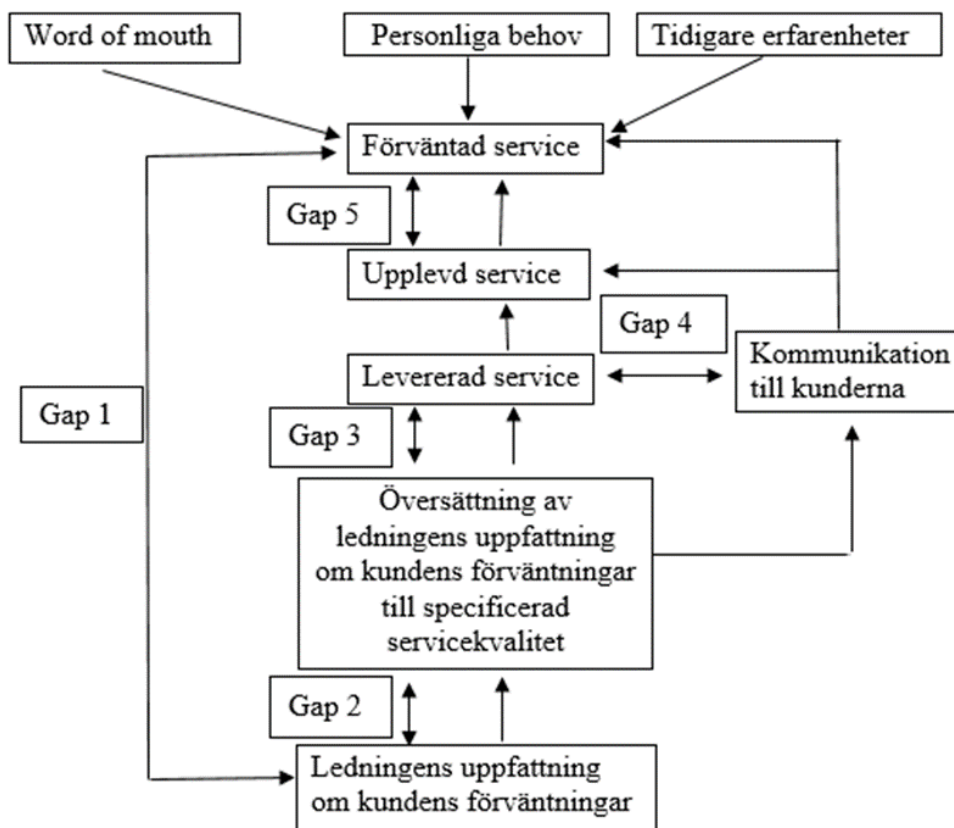 Word of mouth
Personliga behov
Tidigare erfarenheter
Förväntad service
Gap 5
Upplevd service
Gap 4
Kommunikation
till kunderna
Levererad service
Gap 1
Gap 3
Översättning av
ledningens uppfattning
om kundens förväntningar
till specificerad
servicekvalitet
Gap 2
Ledningens uppfattning
om kundens förväntningar